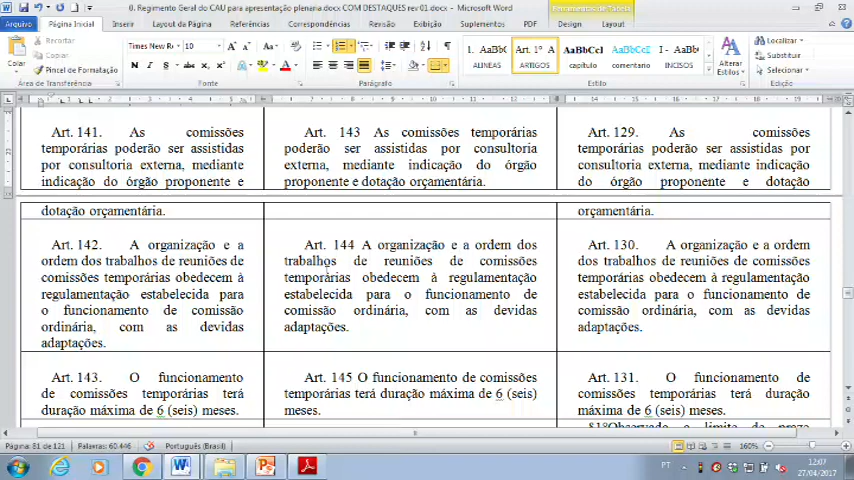 0. Regimento Geral do CAU para apresentação plenaria.docx COM DESTAQUES rev 01.docx - Microsoft Word
Arquivo Página Inicial Inserir Layout da Página Referências Correspondências Revisão Exibição Suplementos PDF Design Layout
Recortar
Copiar
Pincel de Formatação
Colar
Times New Ro 10
Área de Transferência Fonte Parágrafo Estilo Edição
1. AaBbC Art. 1º A AaBbCcI AaBbCcI I - AaBb
ALINEAS ARTIGOS capítulo comentario INCISOS
Alterar
Estilos
Localizar
Substituir
Selecionar
Art. 141. As comissões
temporárias poderão ser assistidas
por consultoria externa, mediante
indicação do órgão proponente e
dotação orçamentária.
Art. 143 As comissões temporárias
poderão ser assistidas por consultoria
externa, mediante indicação do órgão
proponente e dotação orçamentária.
Art. 129. As comissões
temporárias poderão ser assistidas por
consultoria externa, mediante indicação
do órgão proponente e dotação
orçamentária.
Art. 142. A organização e a
ordem dos trabalhos de reuniões de
comissões temporárias obedecem à
regulamentação estabelecida para
o funcionamento de comissão
ordinária, com as devidas
adaptações.
Art. 144 A organização e a ordem dos
trabalhos de reuniões de comissões
temporárias obedecem à regulamentação
estabelecida para o funcionamento de
comissão ordinária, com as devidas
adaptações.
Art. 130. A organização e a ordem
dos trabalhos de reuniões de comissões
temporárias obedecem à regulamentação
estabelecida para o funcionamento de
comissão ordinária, com as devidas
adaptações.
Art. 143. O funcionamento
de comissões temporárias terá
duração máxima de 6 (seis) meses.
Art. 145 O funcionamento de comissões
temporárias terá duração máxima de 6 (seis)
meses.
Art. 131. O funcionamento de
comissões temporárias terá duração
máxima de 6 (seis) meses.
§1ºObservado o limite de prazo
Página: 81 de 121 Palavras: 60.446 Português (Brasil) 160%
PT 12:07
27/04/2017